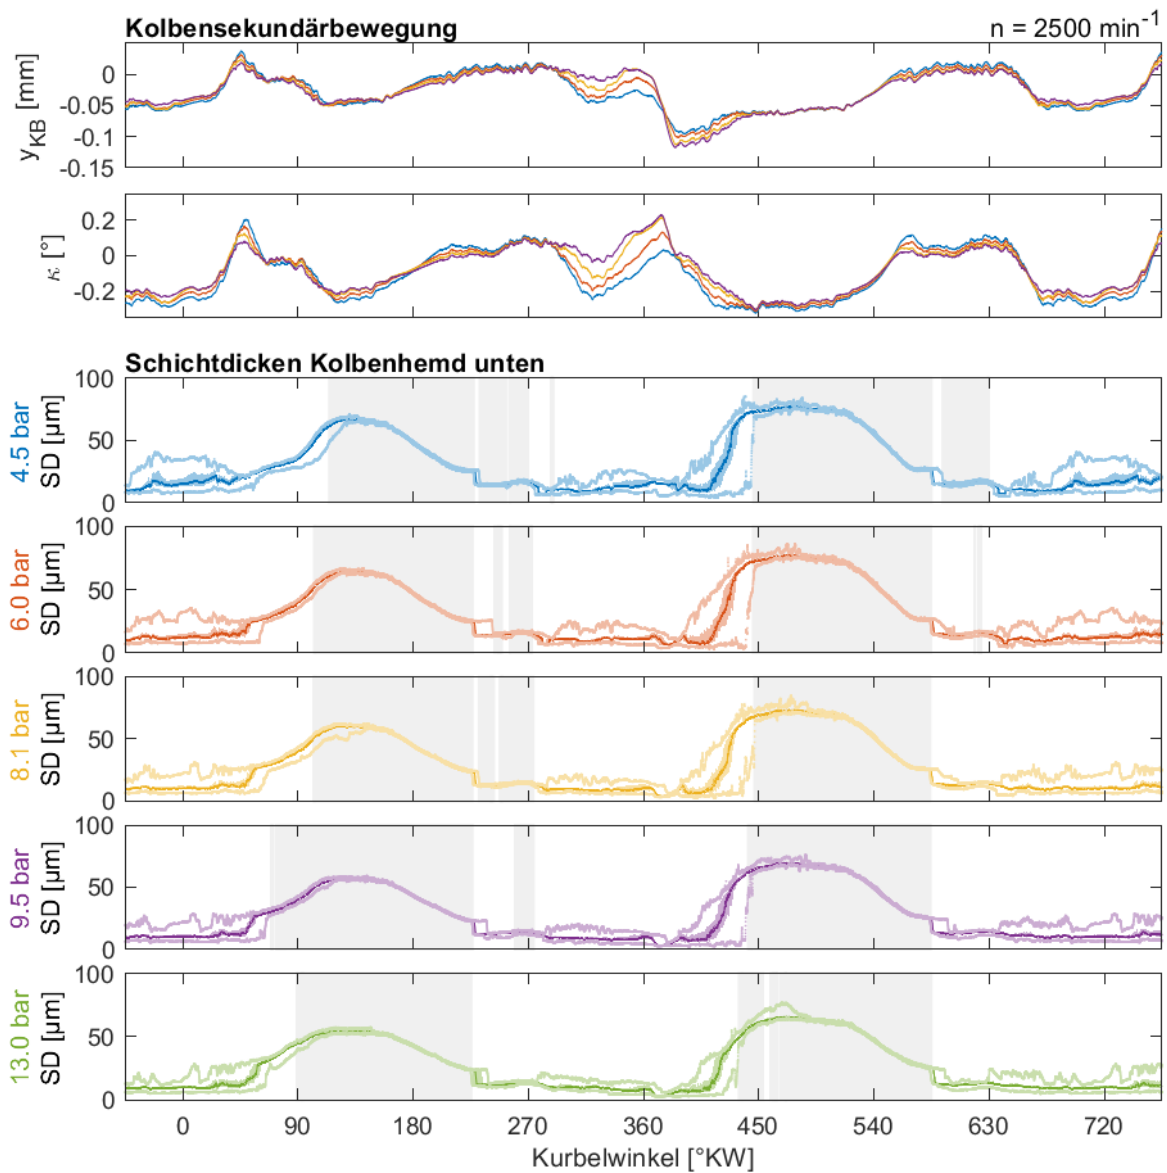 Kolbensekundärbewegung n = 2500 min⁻¹
y_KB [mm]
0
-0.05
-0.1
-0.15
κ [°]
0.2
0
-0.2
Schichtdicken Kolbenhemd unten
4.5 bar
SD [µm]
100
50
0
6.0 bar
SD [µm]
100
50
0
8.1 bar
SD [µm]
100
50
0
9.5 bar
SD [µm]
100
50
0
13.0 bar
SD [µm]
100
50
0
0 90 180 270 360 450 540 630 720
Kurbelwinkel [°KW]